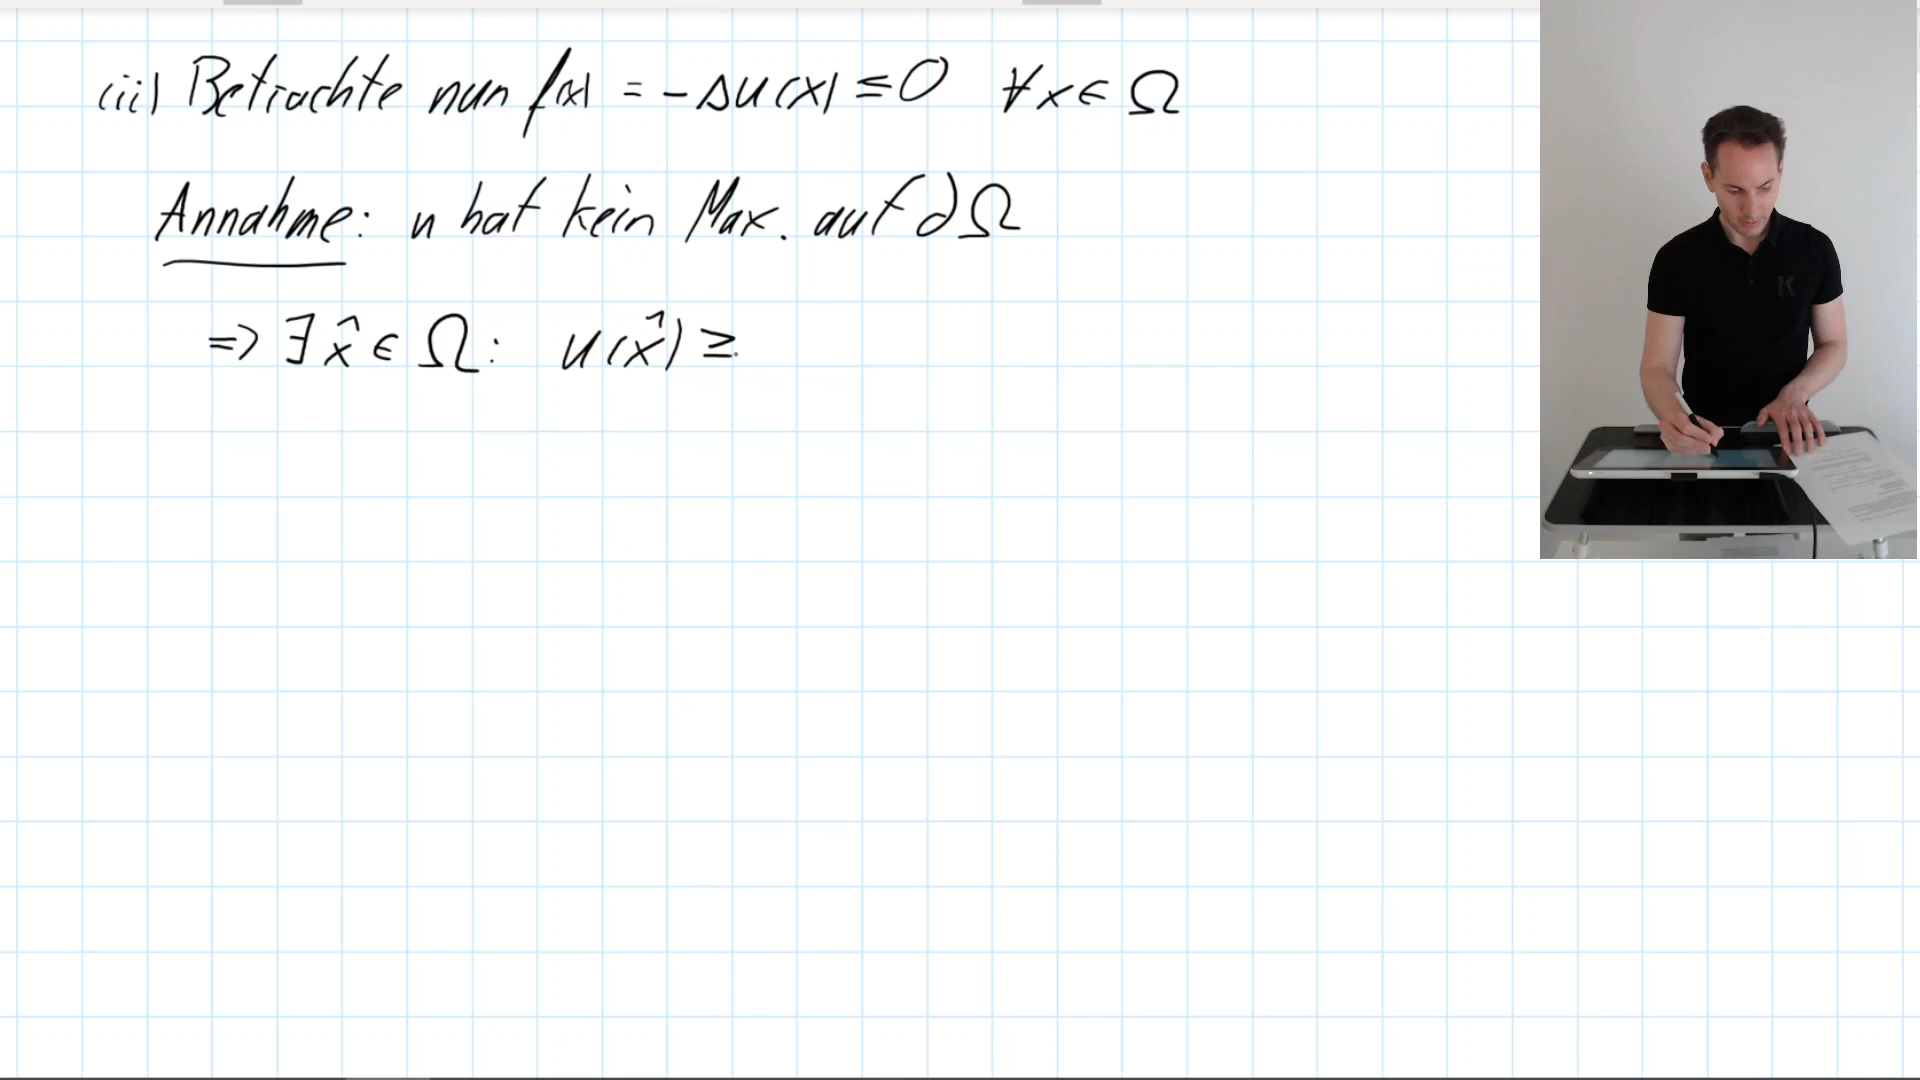 (ii) Betrachte nun f(x) = -Δu(x) ≤ 0 ∀x ∈ Ω
Annahme: u hat kein Max. auf ∂Ω
=> ∃ x̂ ∈ Ω: u(x̂) ≥
K